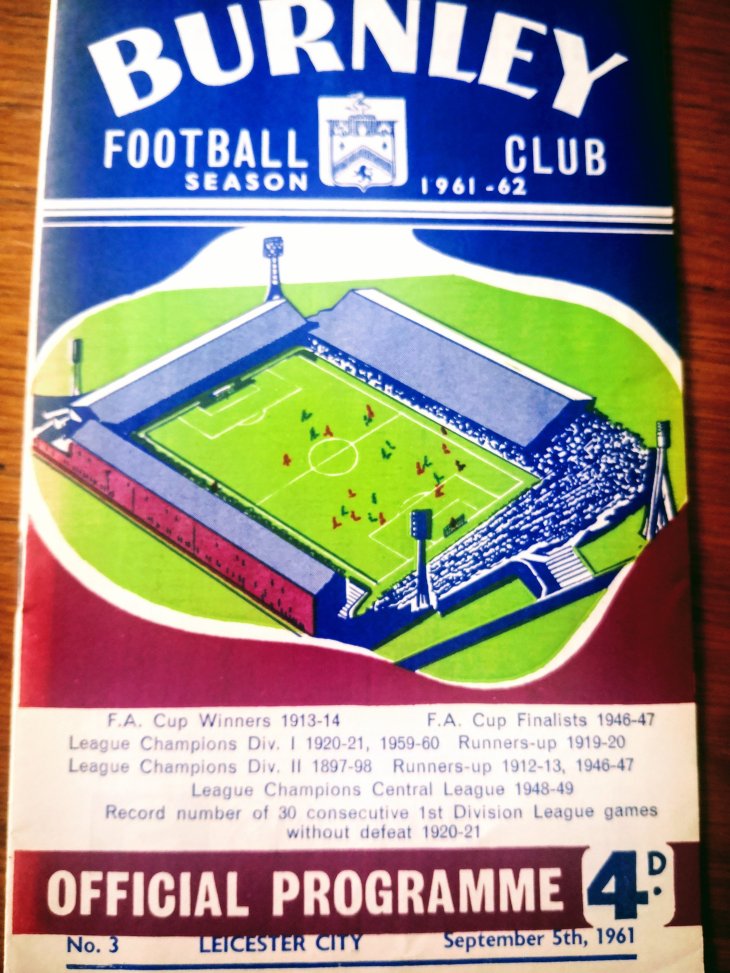 BURNLEY
FOOTBALL CLUB
SEASON 1961-62
F.A. Cup Winners 1913-14 F.A. Cup Finalists 1946-47
League Champions Div. I 1920-21, 1959-60 Runners-up 1919-20
League Champions Div. II 1897-98 Runners-up 1912-13, 1946-47
League Champions Central League 1948-49
Record number of 30 consecutive 1st Division League games
without defeat 1920-21
OFFICIAL PROGRAMME 4D.
No. 3 LEICESTER CITY September 5th, 1961